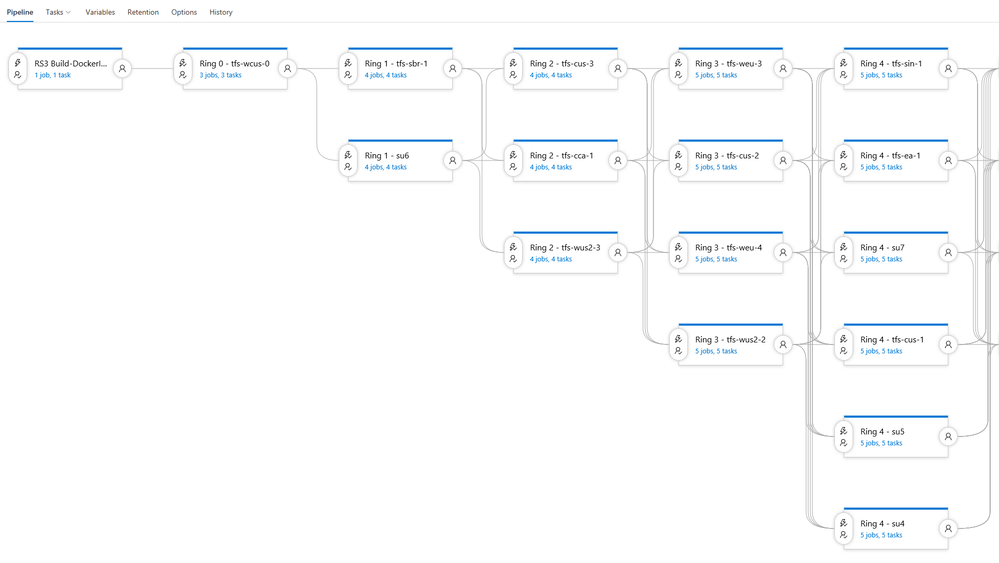 Pipeline Tasks Variables Retention Options History
RS3 Build-DockerI...
1 job, 1 task
Ring 0 - tfs-wcus-0
3 jobs, 3 tasks
Ring 1 - tfs-sbr-1
4 jobs, 4 tasks
Ring 2 - tfs-cus-3
4 jobs, 4 tasks
Ring 3 - tfs-weu-3
5 jobs, 5 tasks
Ring 4 - tfs-sin-1
5 jobs, 5 tasks
Ring 1 - su6
4 jobs, 4 tasks
Ring 2 - tfs-cca-1
4 jobs, 4 tasks
Ring 3 - tfs-cus-2
5 jobs, 5 tasks
Ring 4 - tfs-ea-1
5 jobs, 5 tasks
Ring 2 - tfs-wus2-3
4 jobs, 4 tasks
Ring 3 - tfs-weu-4
5 jobs, 5 tasks
Ring 4 - su7
5 jobs, 5 tasks
Ring 3 - tfs-wus2-2
5 jobs, 5 tasks
Ring 4 - tfs-cus-1
5 jobs, 5 tasks
Ring 4 - su5
5 jobs, 5 tasks
Ring 4 - su4
5 jobs, 5 tasks